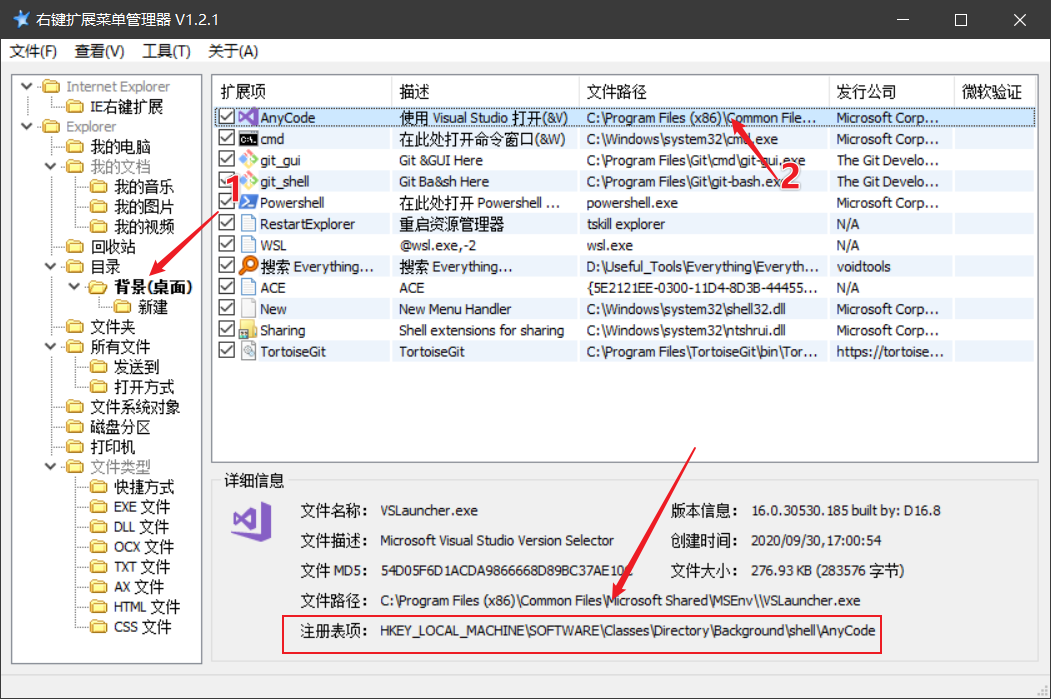 右键扩展菜单管理器 V1.2.1
文件(F) 查看(V) 工具(T) 关于(A)
Internet Explorer
IE右键扩展
Explorer
我的电脑
我的文档
我的音乐
我的图片
我的视频
回收站
目录
背景(桌面)
新建
文件夹
所有文件
发送到
打开方式
文件系统对象
磁盘分区
打印机
文件类型
快捷方式
EXE 文件
DLL 文件
OCX 文件
TXT 文件
AX 文件
HTML 文件
CSS 文件
1
扩展项 描述 文件路径 发行公司 微软验证
AnyCode 使用 Visual Studio 打开(&V) C:\Program Files (x86)\Common File... Microsoft Corp...
cmd 在此处打开命令窗口(&W) C:\Windows\system32\cmd.exe Microsoft Corp...
git_gui Git &GUI Here C:\Program Files\Git\cmd\git-gui.exe The Git Develo...
git_shell Git Ba&sh Here C:\Program Files\Git\git-bash.exe The Git Develo...
2
Powershell 在此处打开 Powershell ... powershell.exe Microsoft Corp...
RestartExplorer 重启资源管理器 tskill explorer N/A
WSL @wsl.exe,-2 wsl.exe N/A
搜索 Everything... 搜索 Everything... D:\Useful_Tools\Everything\Everyth... voidtools
ACE ACE {5E2121EE-0300-11D4-8D3B-44455... N/A
New New Menu Handler C:\Windows\system32\shell32.dll Microsoft Corp...
Sharing Shell extensions for sharing C:\Windows\system32\ntshrui.dll Microsoft Corp...
TortoiseGit TortoiseGit C:\Program Files\TortoiseGit\bin\Tor... https://tortoise...
详细信息
文件名称: VSLauncher.exe 版本信息: 16.0.30530.185 built by: D16.8
文件描述: Microsoft Visual Studio Version Selector 创建时间: 2020/09/30,17:00:54
文件 MD5: 54D05F6D1ACDA9866668D89BC37AE10C 文件大小: 276.93 KB (283576 字节)
文件路径: C:\Program Files (x86)\Common Files\Microsoft Shared\MSEnv\\VSLauncher.exe
注册表项: HKEY_LOCAL_MACHINE\SOFTWARE\Classes\Directory\Background\shell\AnyCode